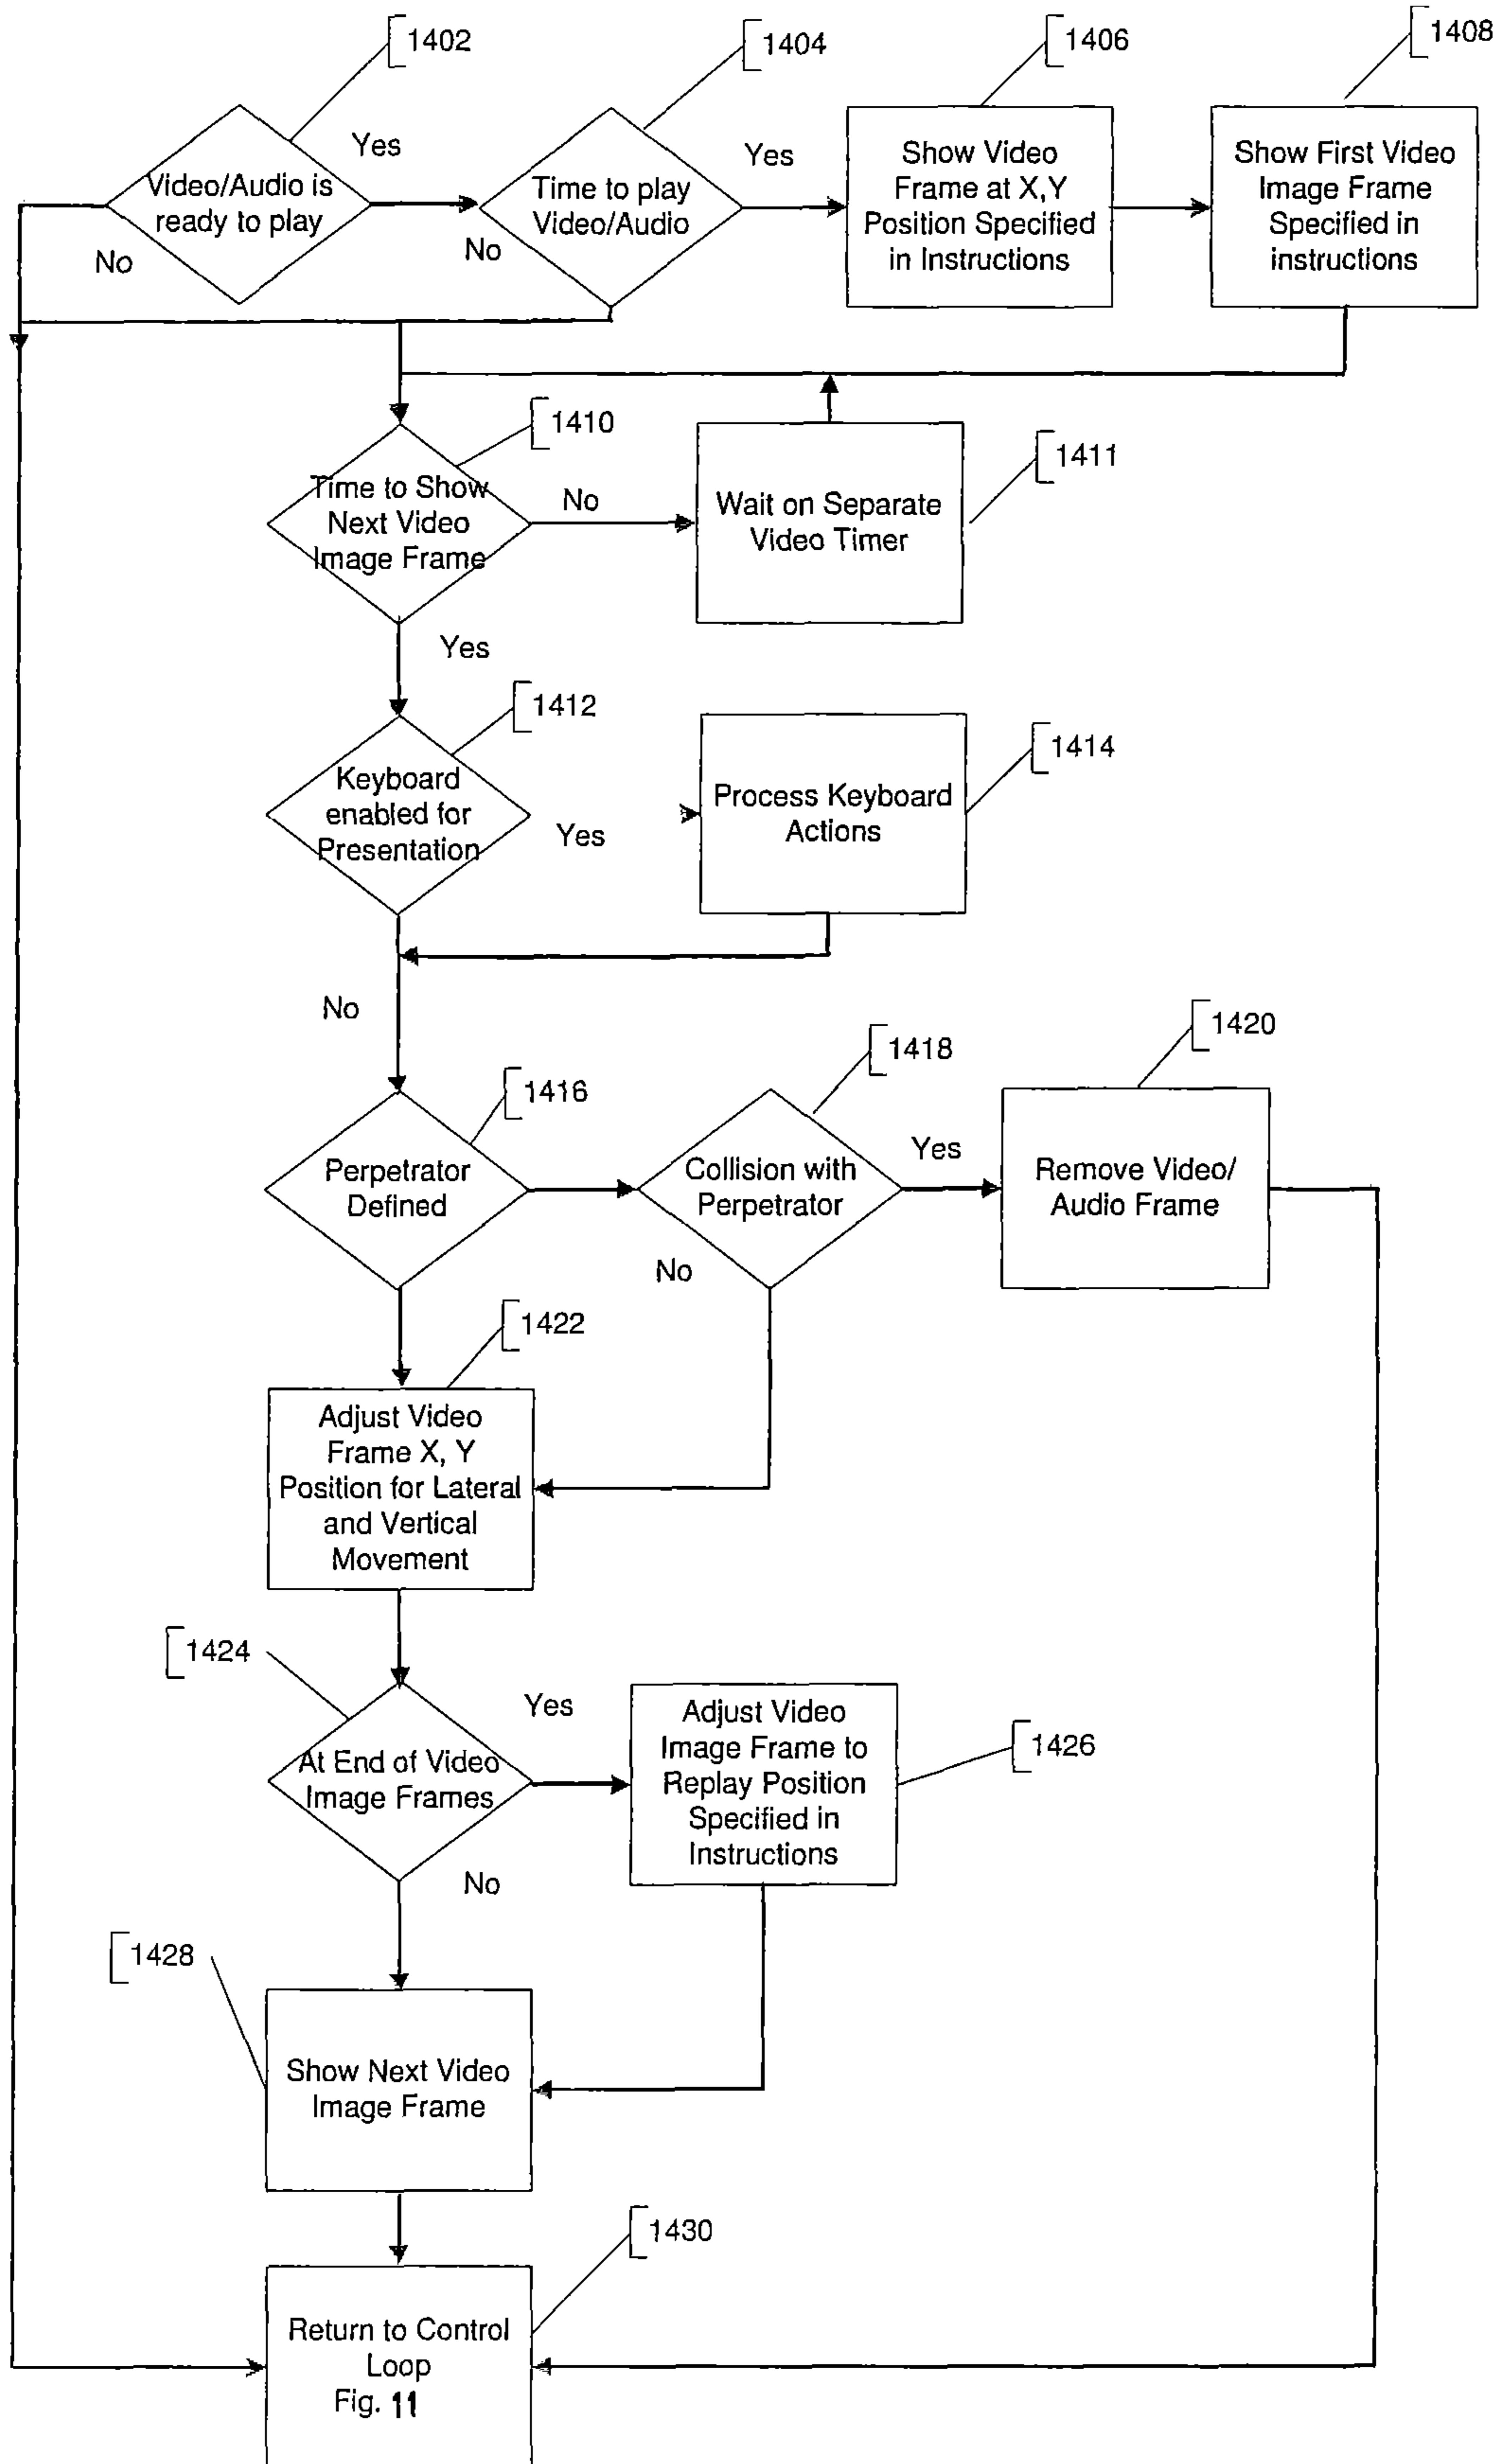 1402
1404
1406
1408
Video/Audio is
ready to play
Yes
No
Time to play
Video/Audio
Yes
No
Show Video
Frame at X,Y
Position Specified
in Instructions
Show First Video
Image Frame
Specified in
instructions
1410
Time to Show
Next Video
Image Frame
No
Yes
Wait on Separate
Video Timer
1411
1412
Keyboard
enabled for
Presentation
Yes
No
Process Keyboard
Actions
1414
1416
Perpetrator
Defined
1418
Collision with
Perpetrator
Yes
No
1420
Remove Video/
Audio Frame
1422
Adjust Video
Frame X, Y
Position for Lateral
and Vertical
Movement
1424
At End of Video
Image Frames
Yes
No
Adjust Video
Image Frame to
Replay Position
Specified in
Instructions
1426
1428
Show Next Video
Image Frame
1430
Return to Control
Loop
Fig. 11